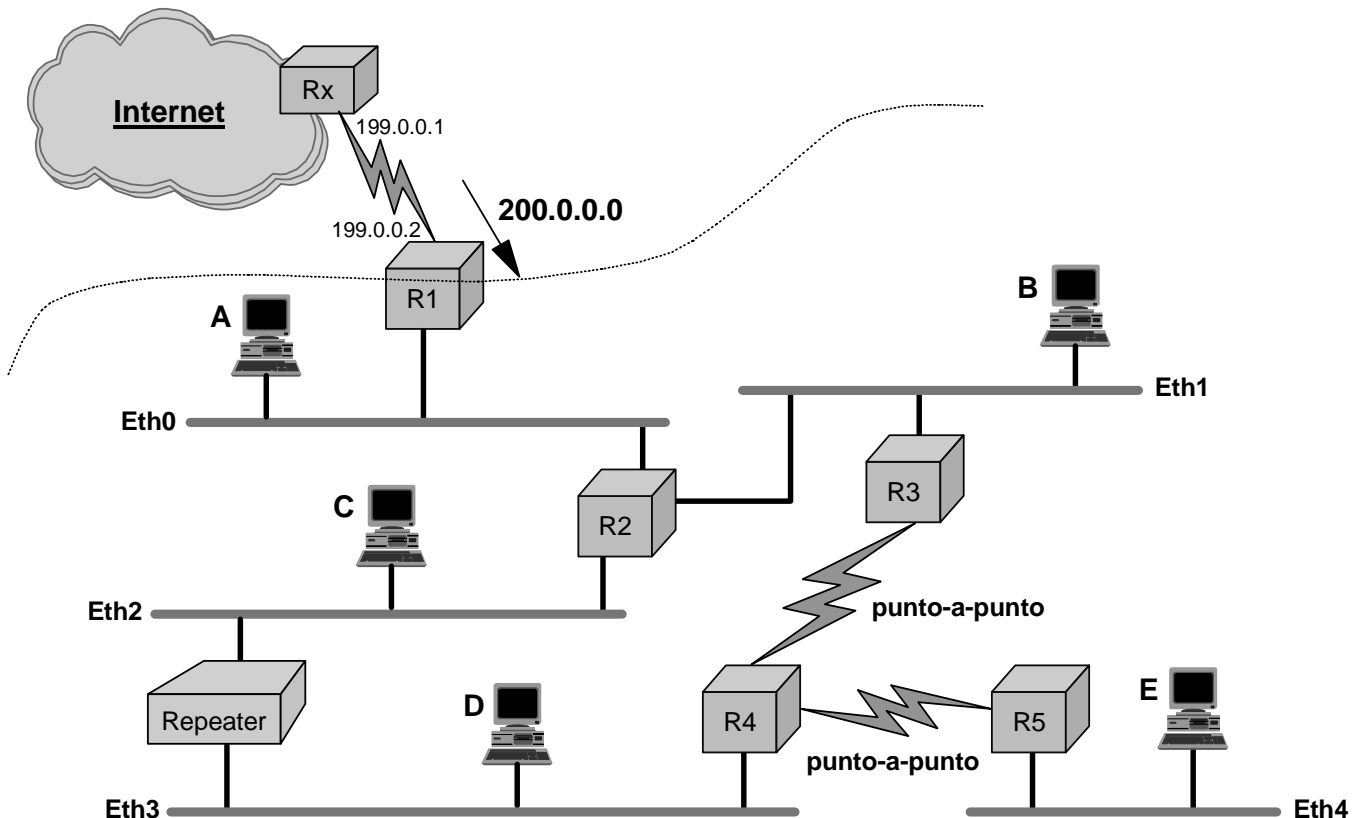 Rx
Internet
199.0.0.1
200.0.0.0
199.0.0.2
R1
A
B
Eth0
Eth1
R3
C
R2
Eth2
punto-a-punto
Repeater
D
R4
R5
E
punto-a-punto
Eth3
Eth4